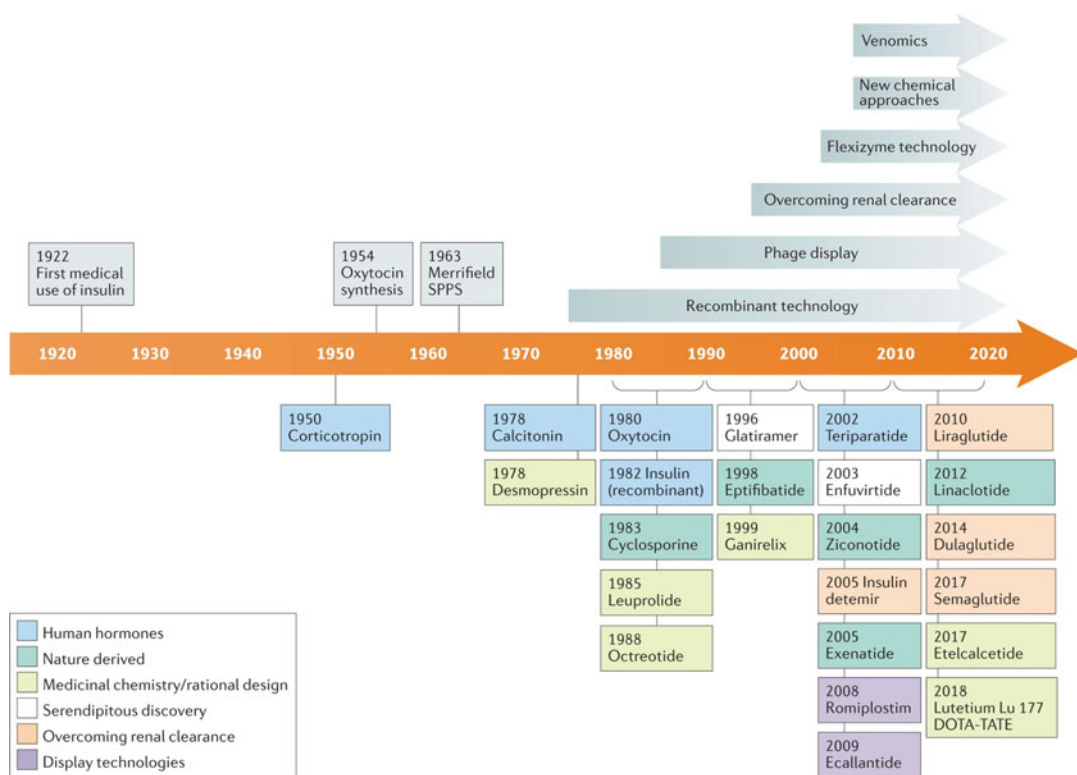 Venomics
New chemical
approaches
Flexizyme technology
Overcoming renal clearance
Phage display
Recombinant technology
1922
First medical
use of insulin
1954
Oxytocin
synthesis
1963
Merrifield
SPPS
1920 1930 1940 1950 1960 1970 1980 1990 2000 2010 2020
1950
Corticotropin
1978
Calcitonin
1978
Desmopressin
1980
Oxytocin
1982 Insulin
(recombinant)
1983
Cyclosporine
1985
Leuprolide
1988
Octreotide
1996
Glatiramer
1998
Eptifibatide
1999
Ganirelix
2002
Teriparatide
2003
Enfuvirtide
2004
Ziconotide
2005 Insulin
detemir
2005
Exenatide
2008
Romiplostim
2009
Ecallantide
2010
Liraglutide
2012
Linaclotide
2014
Dulaglutide
2017
Semaglutide
2017
Etelcalcetide
2018
Lutetium Lu 177
DOTA-TATE
Human hormones
Nature derived
Medicinal chemistry/rational design
Serendipitous discovery
Overcoming renal clearance
Display technologies